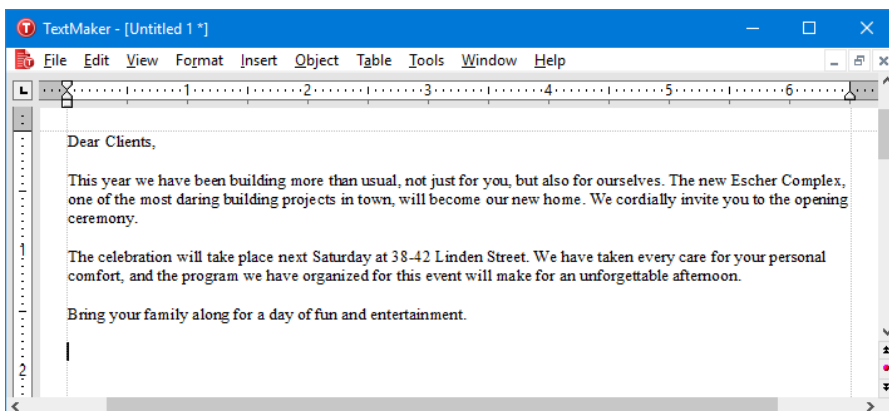 TextMaker - [Untitled 1 *]
File Edit View Format Insert Object Table Tools Window Help
1 2 3 4 5 6
Dear Clients,
This year we have been building more than usual, not just for you, but also for ourselves. The new Escher Complex,
one of the most daring building projects in town, will become our new home. We cordially invite you to the opening
ceremony.
The celebration will take place next Saturday at 38-42 Linden Street. We have taken every care for your personal
comfort, and the program we have organized for this event will make for an unforgettable afternoon.
Bring your family along for a day of fun and entertainment.
1
2